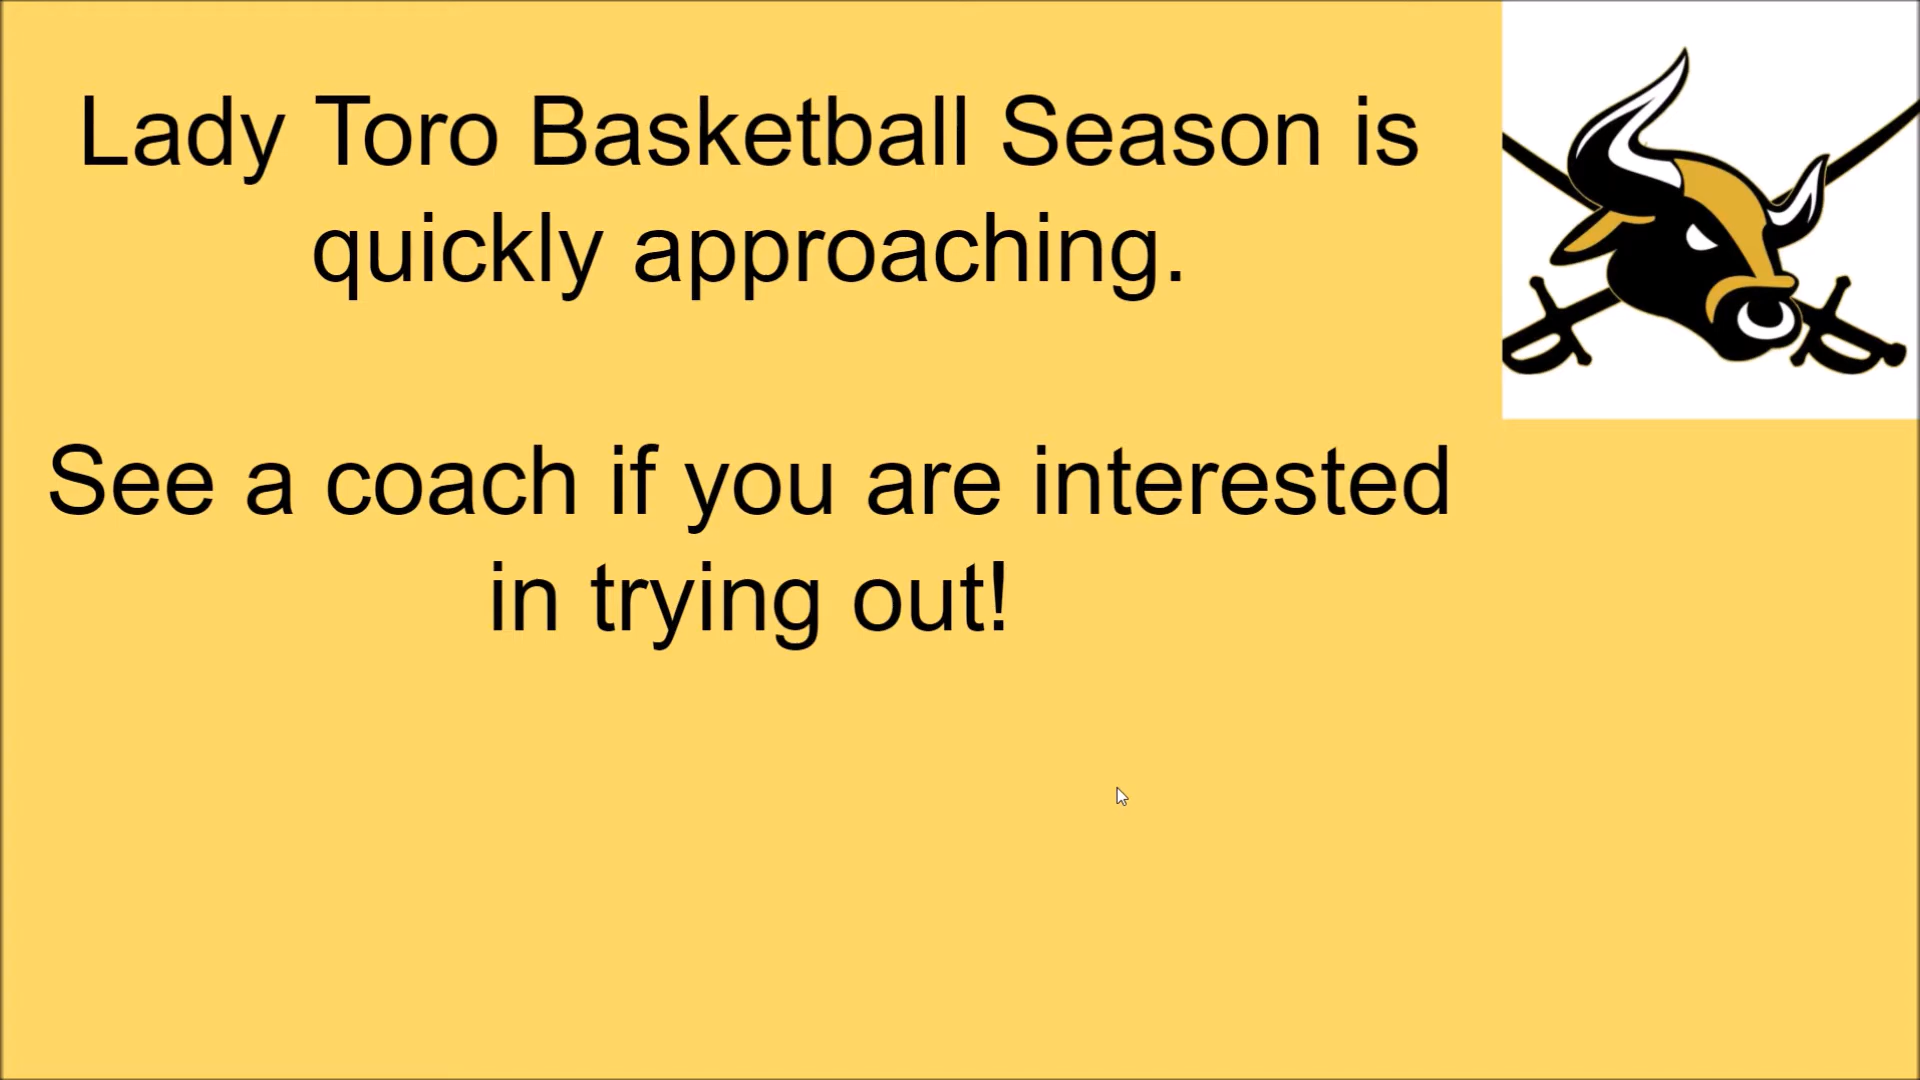 Lady Toro Basketball Season is
quickly approaching.
See a coach if you are interested
in trying out!